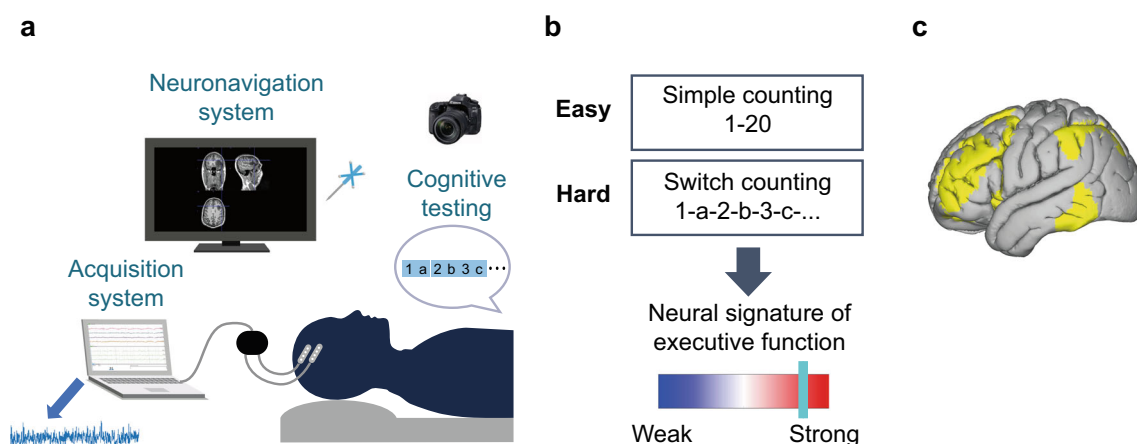 a
Neuronavigation
system
Cognitive
testing
1 a 2 b 3 c ...
Acquisition
system
b
Easy
Simple counting
1-20
Hard
Switch counting
1-a-2-b-3-c-...
Neural signature of
executive function
Weak
Strong
c